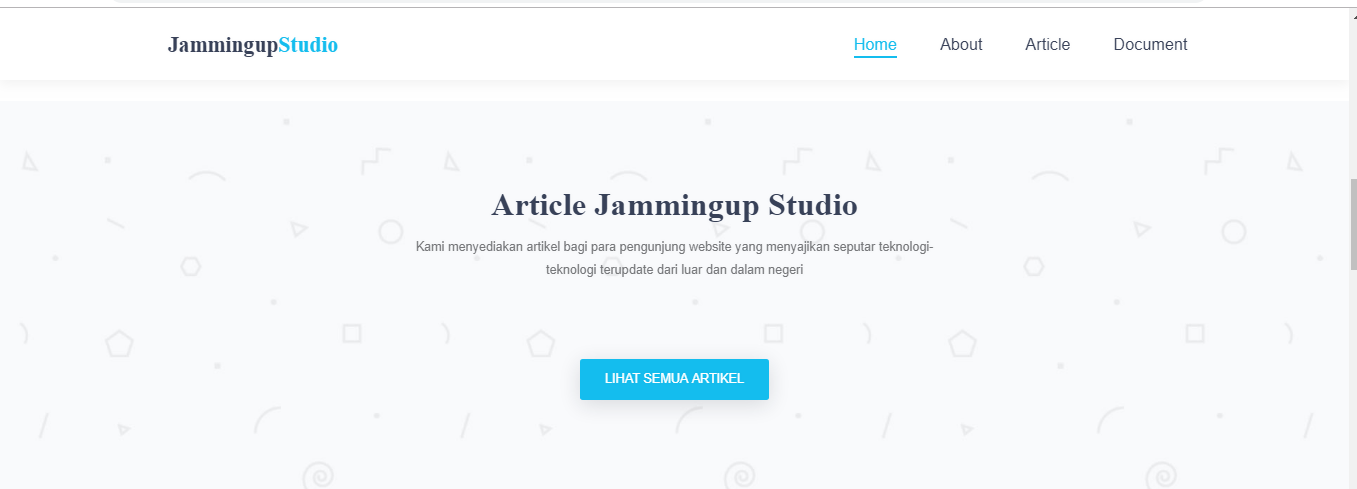 JammingupStudio
Home About Article Document
Article Jammingup Studio
Kami menyediakan artikel bagi para pengunjung website yang menyajikan seputar teknologi-
teknologi terupdate dari luar dan dalam negeri
LIHAT SEMUA ARTIKEL